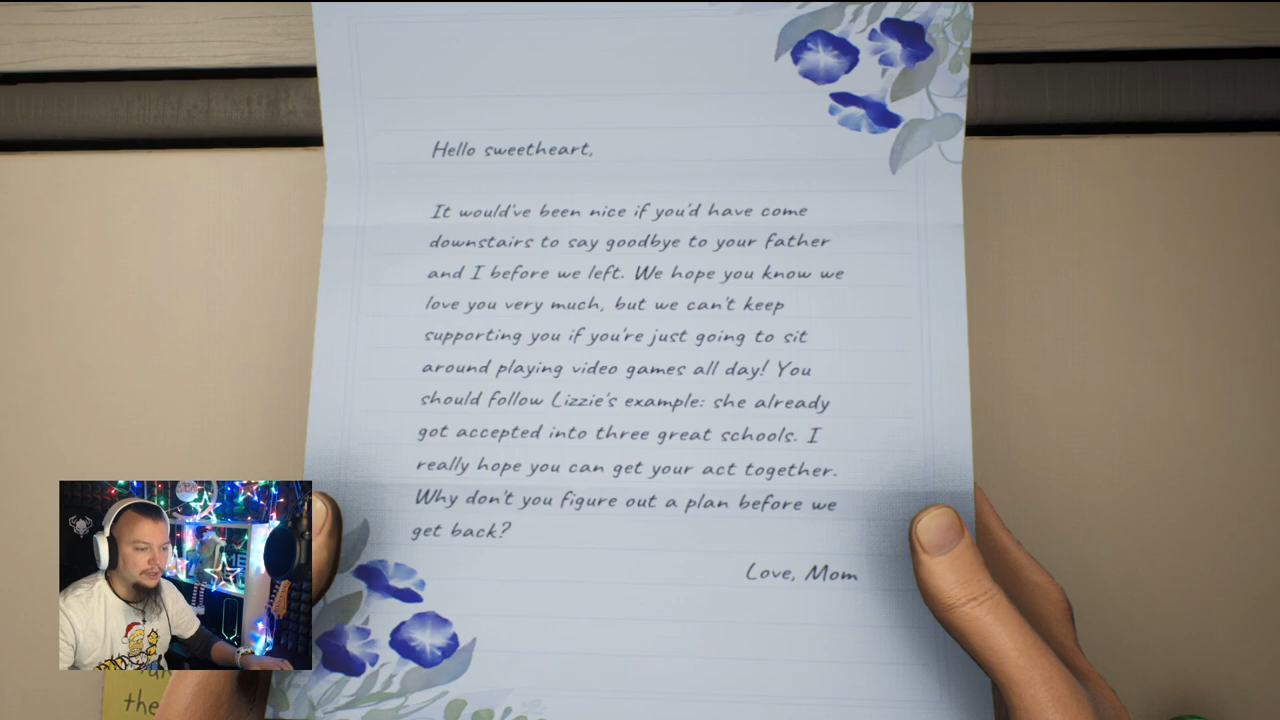 Hello sweetheart,
It would've been nice if you'd have come
downstairs to say goodbye to your father
and I before we left. We hope you know we
love you very much, but we can't keep
supporting you if you're just going to sit
around playing video games all day! You
should follow Lizzie's example: she already
got accepted into three great schools. I
really hope you can get your act together.
Why don't you figure out a plan before we
get back?
Love, Mom
the